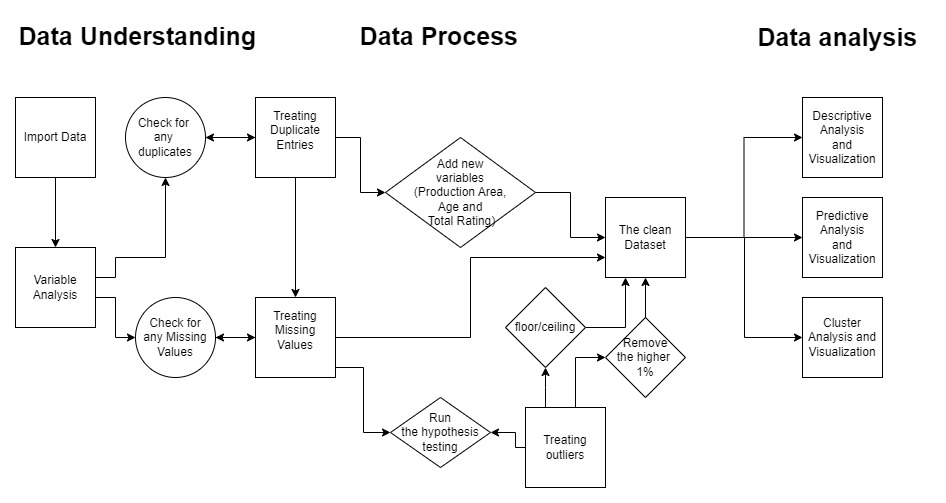 Data Understanding
Data Process
Data analysis
Import Data
Check for
any
duplicates
Treating
Duplicate
Entries
Descriptive
Analysis
and
Visualization
Add new
variables
(Production Area,
Age and
Total Rating)
The clean
Dataset
Predictive
Analysis
and
Visualization
Variable
Analysis
Check for
any Missing
Values
Treating
Missing
Values
floor/ceiling
Remove
the higher
1%
Cluster
Analysis and
Visualization
Run
the hypothesis
testing
Treating
outliers